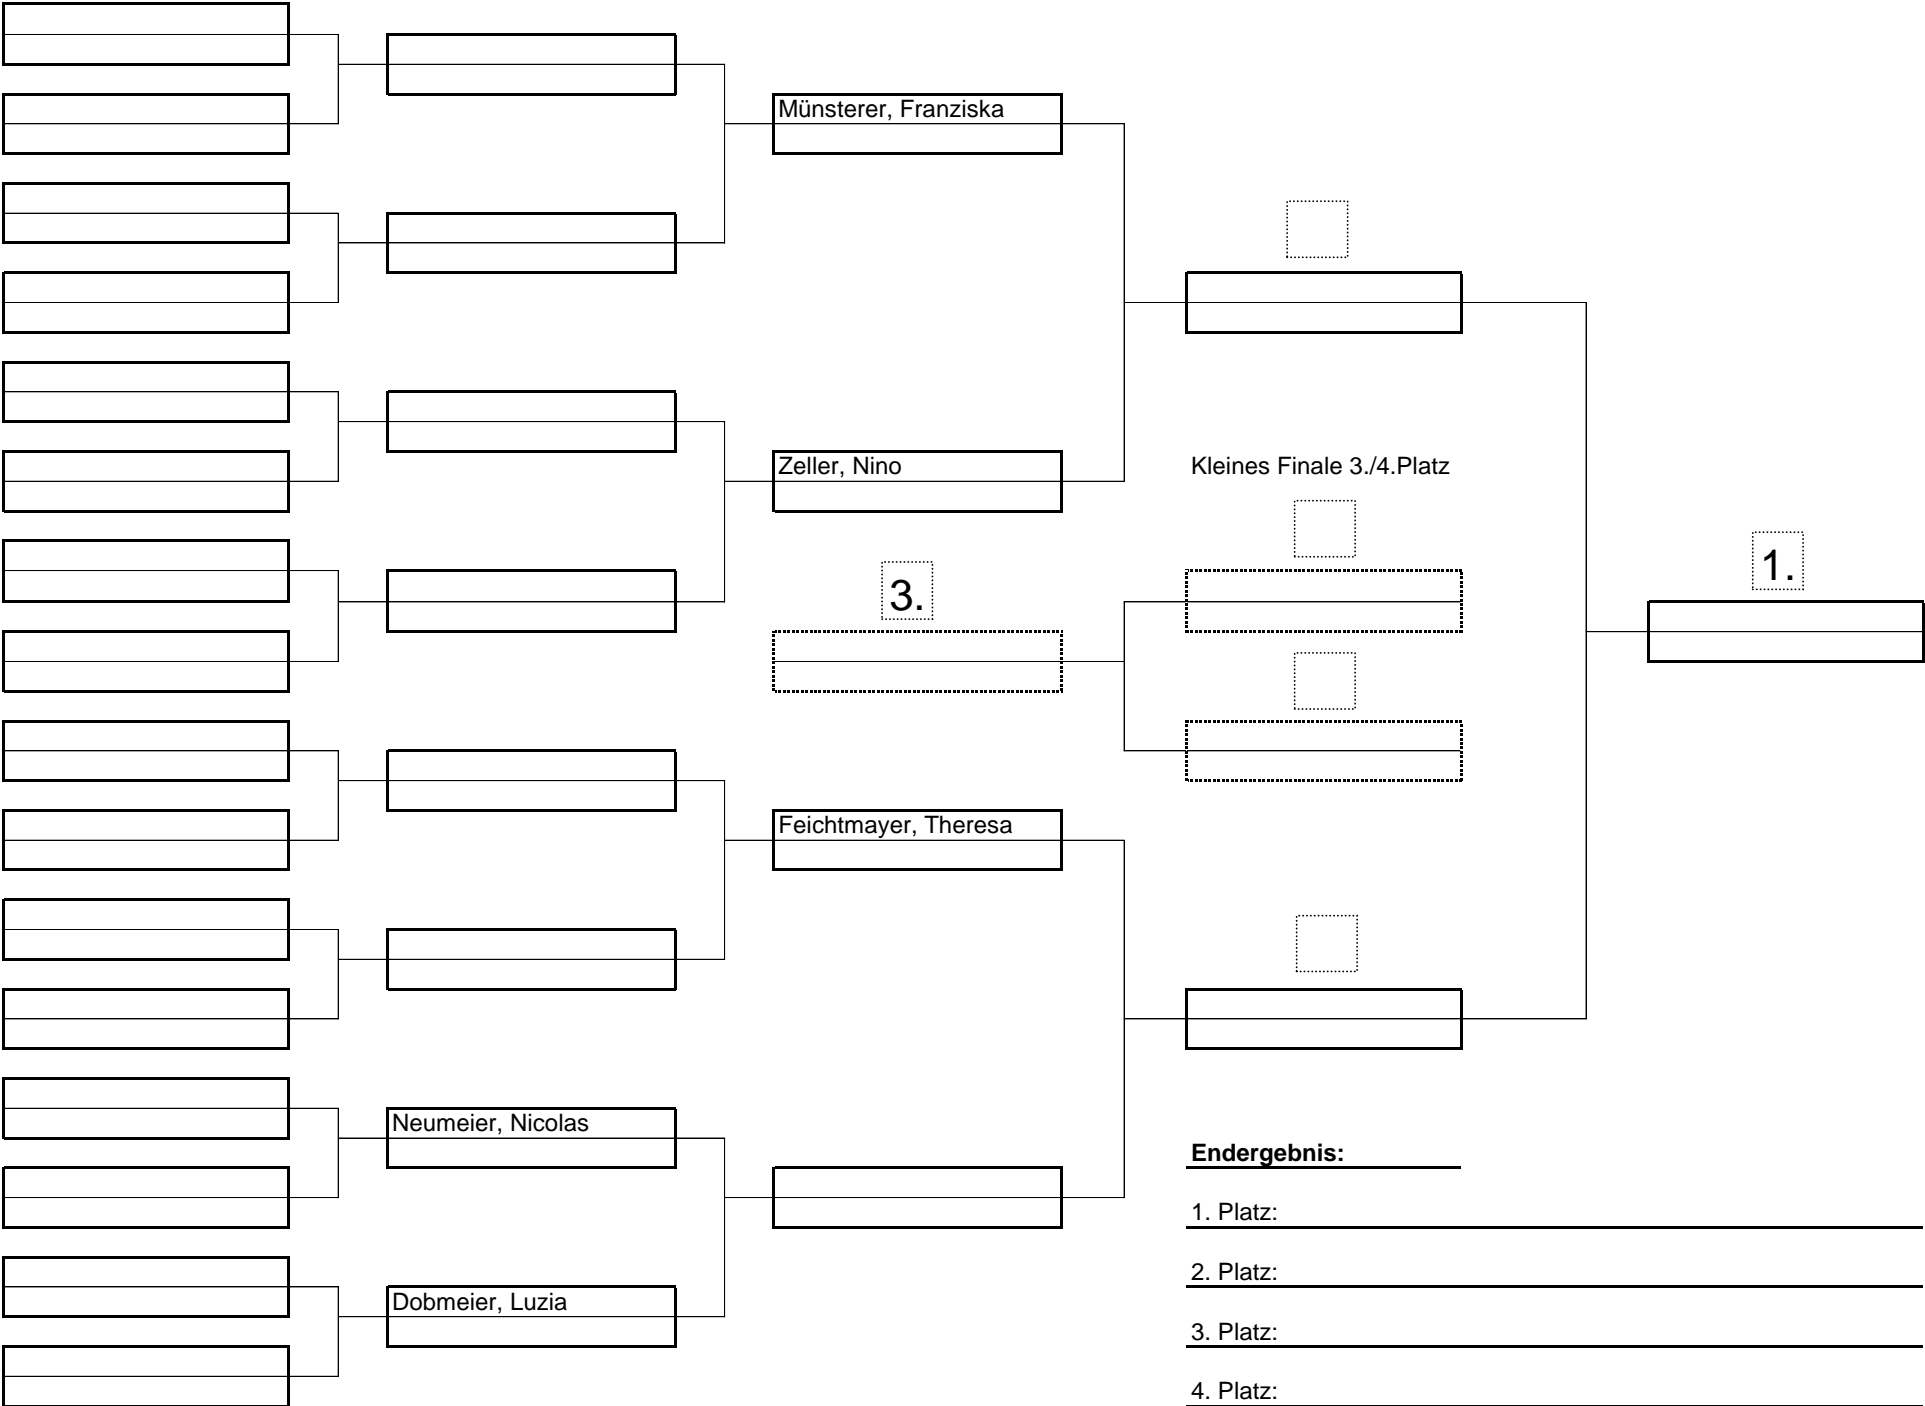 Münsterer, Franziska
Zeller, Nino
Kleines Finale 3./4.Platz
1.
3.
Feichtmayer, Theresa
Neumeier, Nicolas
Endergebnis:
1. Platz:
2. Platz:
Dobmeier, Luzia
3. Platz:
4. Platz: